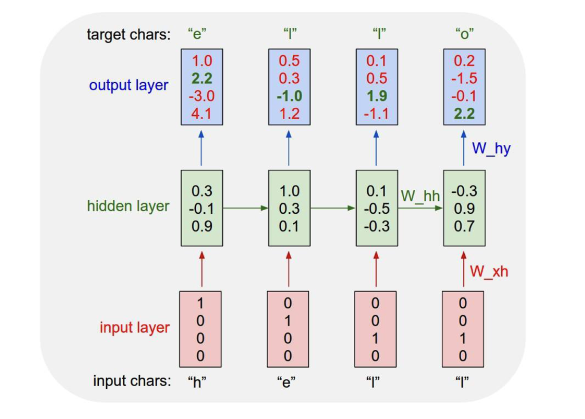 target chars: “e” “l” “l” “o”
output layer
1.0 0.5 0.1 0.2
2.2 0.3 0.5 -1.5
-3.0 -1.0 1.9 -0.1
4.1 1.2 -1.1 2.2
W_hy
hidden layer
0.3 1.0 0.1 -0.3
-0.1 0.3 -0.5 0.9
0.9 0.1 -0.3 0.7
W_hh
W_xh
input layer
1 0 0 0
0 1 0 0
0 0 1 1
0 0 0 0
input chars: “h” “e” “l” “l”